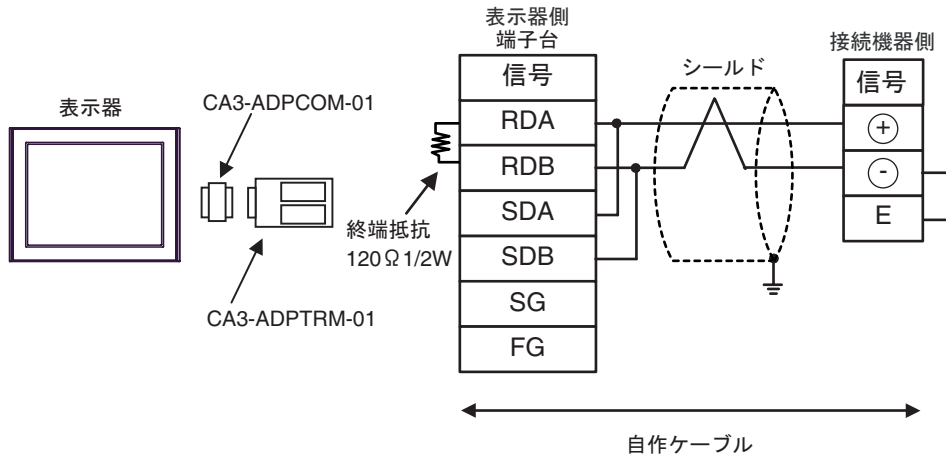 表示器
CA3-ADPCOM-01
CA3-ADPTRM-01
終端抵抗
120Ω 1/2W
表示器側
端子台
信号
RDA
RDB
SDA
SDB
SG
FG
シールド
接続機器側
信号
+
-
E
自作ケーブル